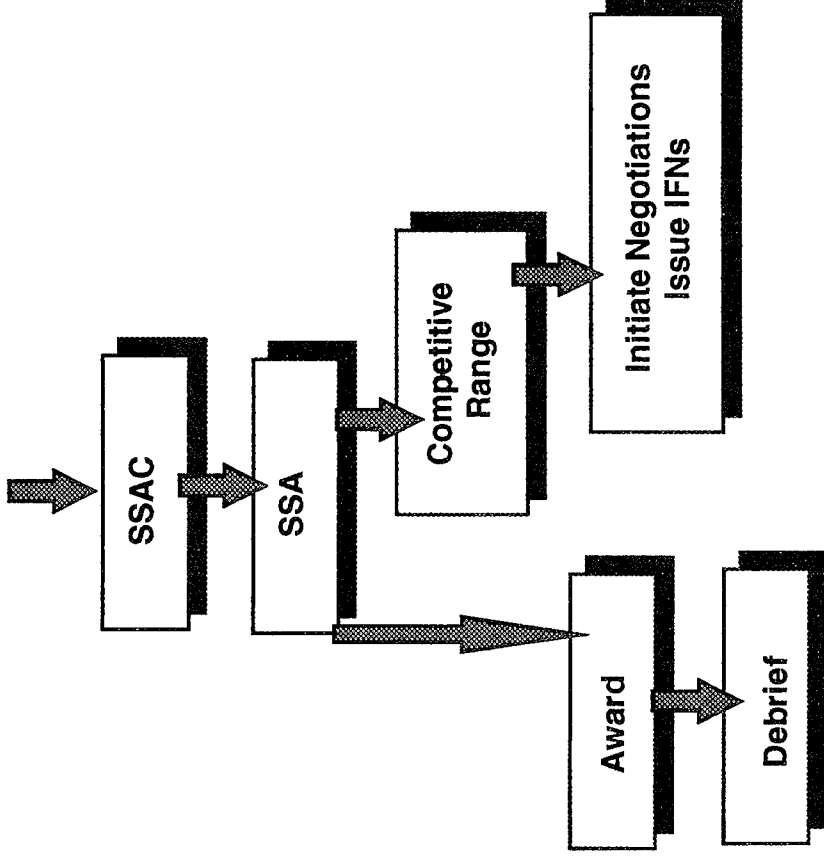 SSAC
SSA
Competitive
Range
Initiate Negotiations
Issue IFNs
Award
Debrief